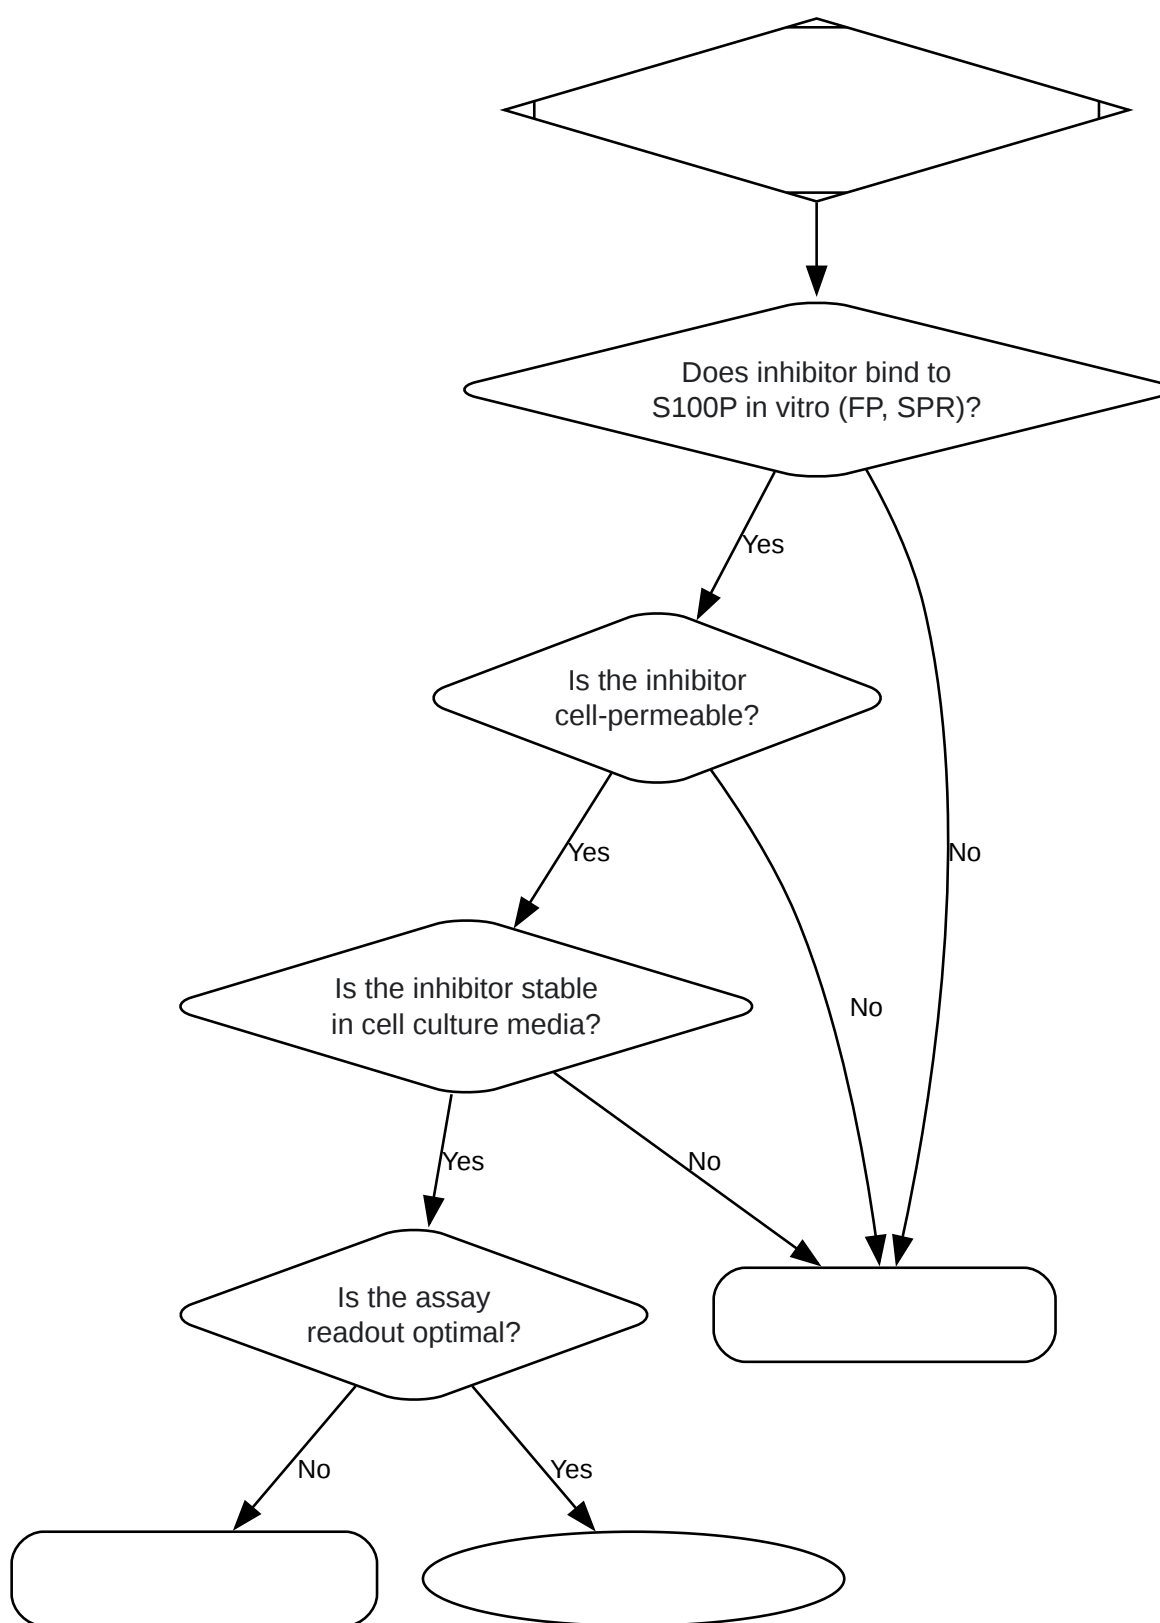 Does inhibitor bind to
S100P in vitro (FP, SPR)?
Yes
Is the inhibitor
cell-permeable?
Yes
No
Is the inhibitor stable
in cell culture media?
No
Yes
No
Is the assay
readout optimal?
No
Yes